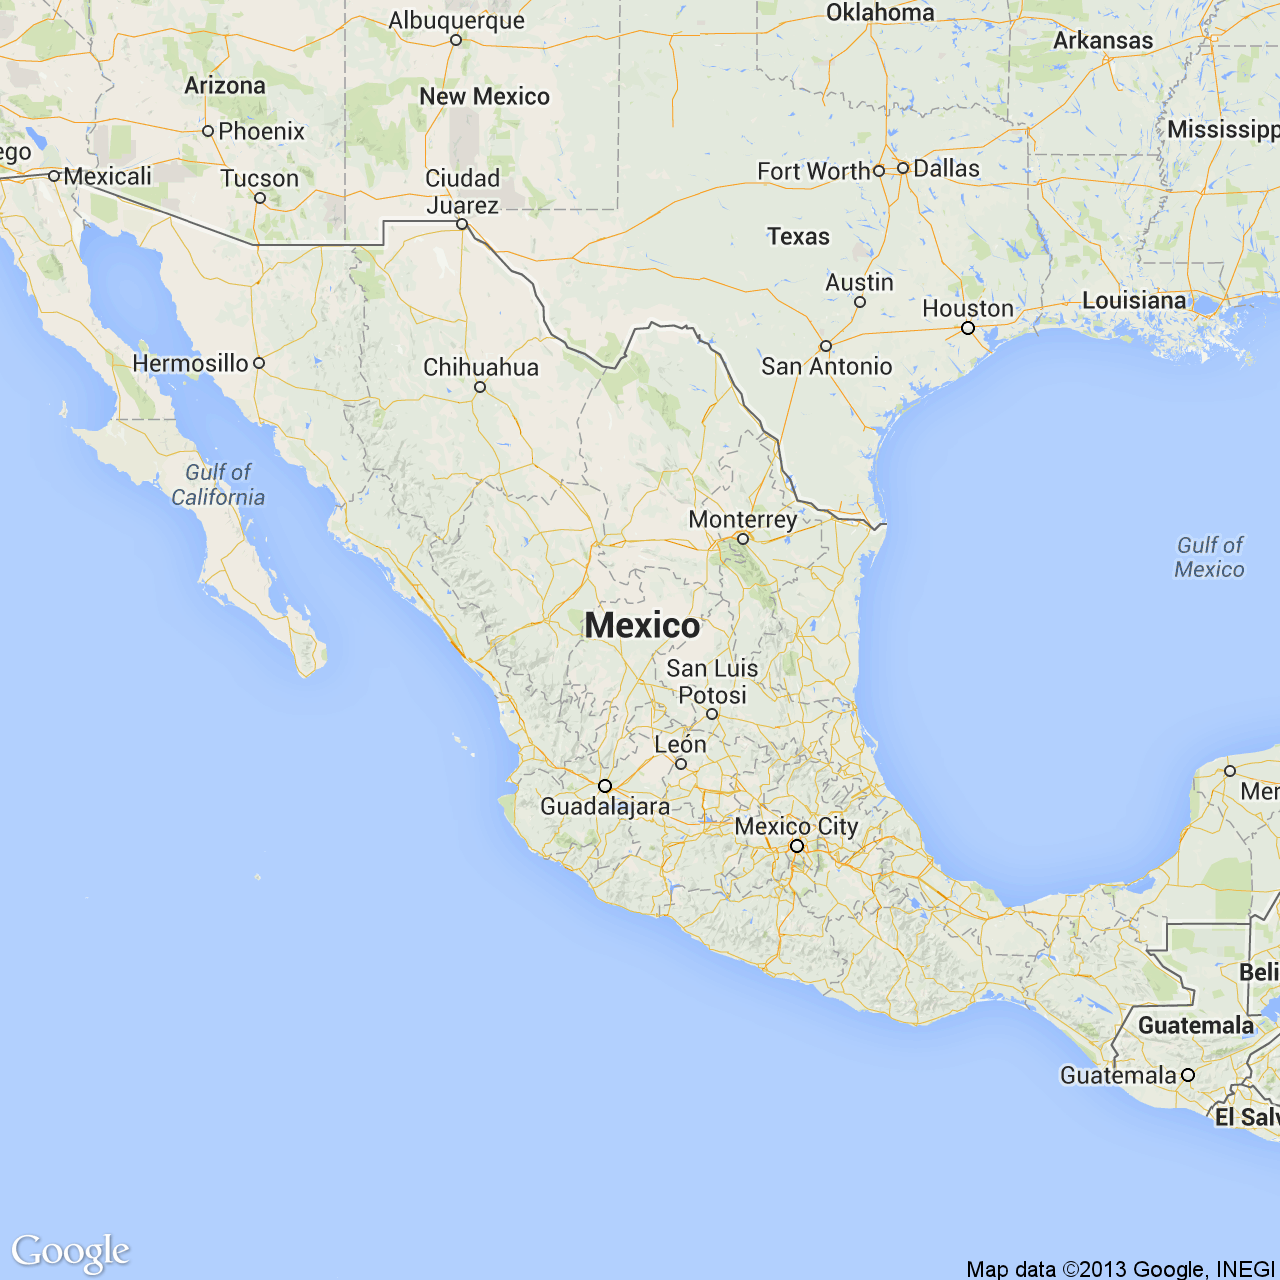 Albuquerque
Oklahoma
Arkansas
Arizona
New Mexico
Phoenix
Mississipp
ego
Mexicali
Tucson
Ciudad
Juarez
Fort Worth
Dallas
Texas
Austin
Houston
Louisiana
San Antonio
Hermosillo
Chihuahua
Gulf of
California
Monterrey
Gulf of
Mexico
Mexico
San Luis
Potosi
León
Guadalajara
Mexico City
Mer
Beli
Guatemala
Guatemala
El Salv
Google
Map data ©2013 Google, INEGI